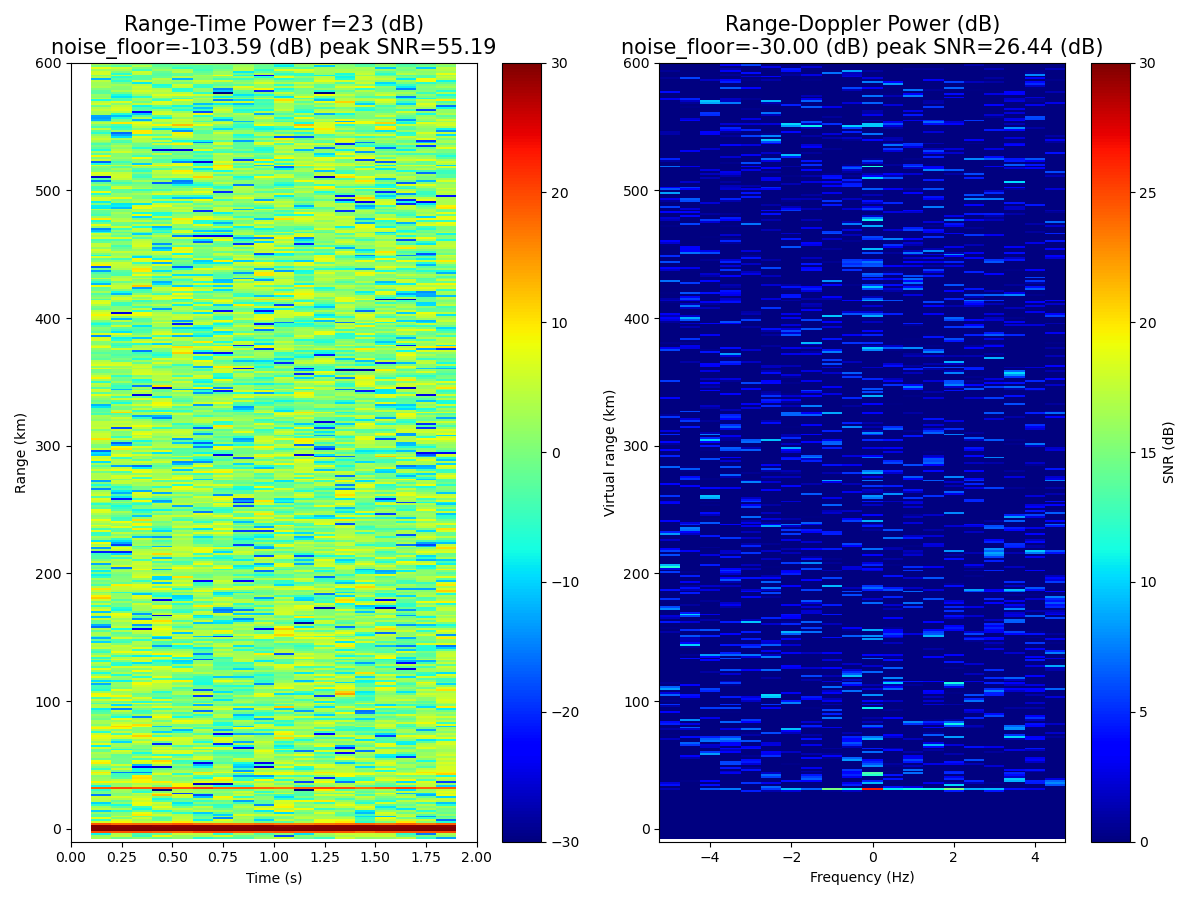 Range-Time Power f=23 (dB)
noise_floor=-103.59 (dB) peak SNR=55.19
Range-Doppler Power (dB)
noise_floor=-30.00 (dB) peak SNR=26.44 (dB)
600
500
400
300
200
100
0
Range (km)
0.00 0.25 0.50 0.75 1.00 1.25 1.50 1.75 2.00
Time (s)
30
20
10
0
−10
−20
−30
600
500
400
300
200
100
0
Virtual range (km)
−4 −2 0 2 4
Frequency (Hz)
30
25
20
15
10
5
0
SNR (dB)